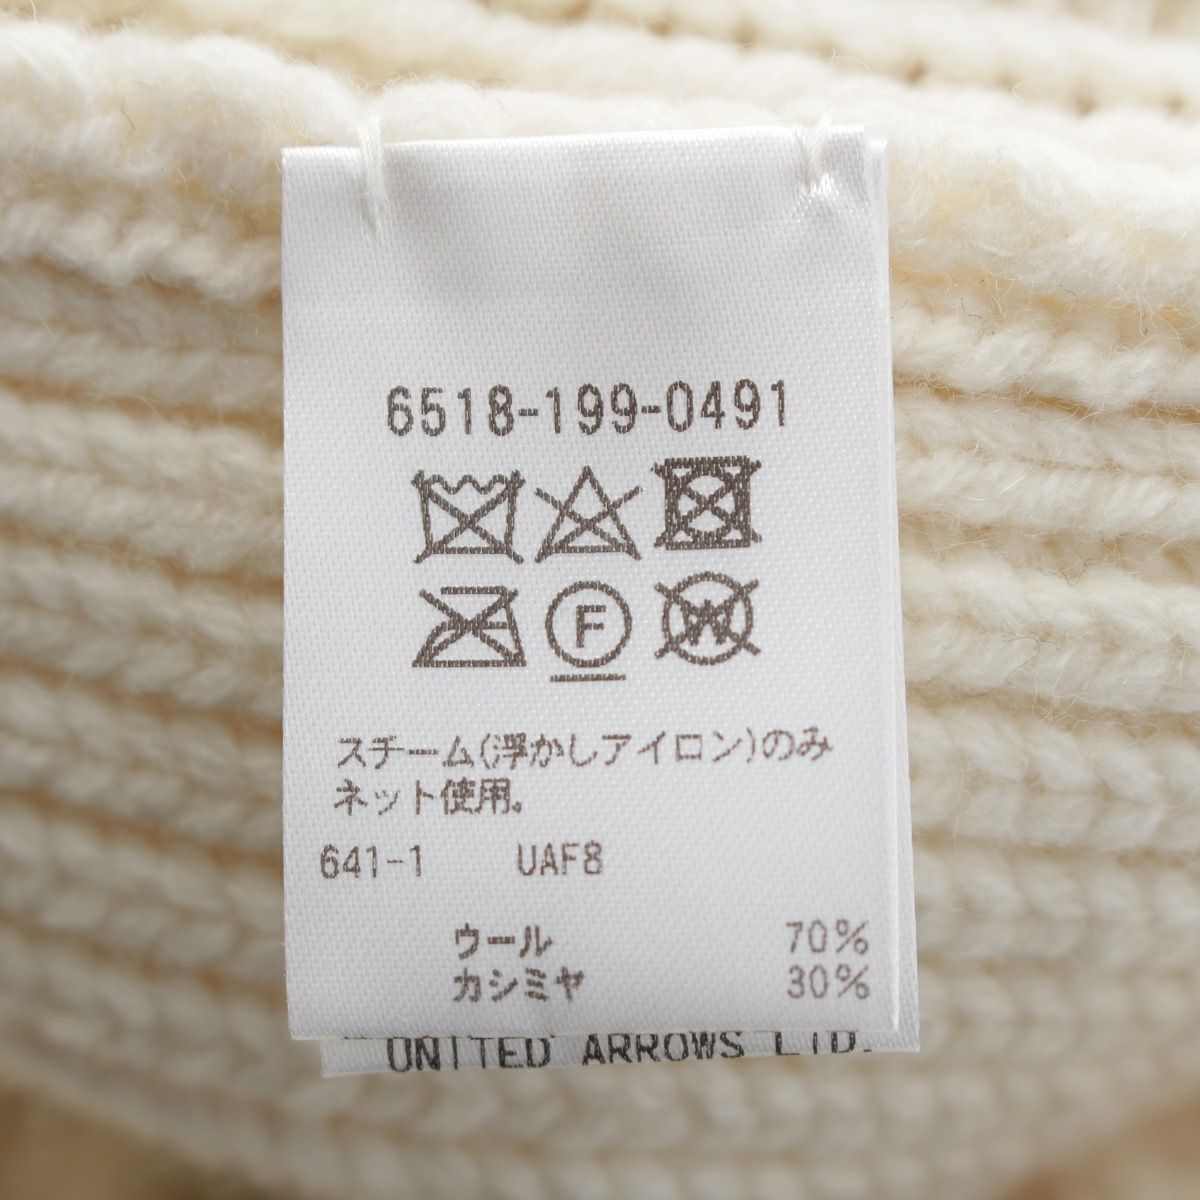 6518-199-0491
F
W
スチーム(浮かしアイロン)のみ
ネット使用。
641-1 UAF8
ウール 70%
カシミヤ 30%
UNITED ARROWS LTD.